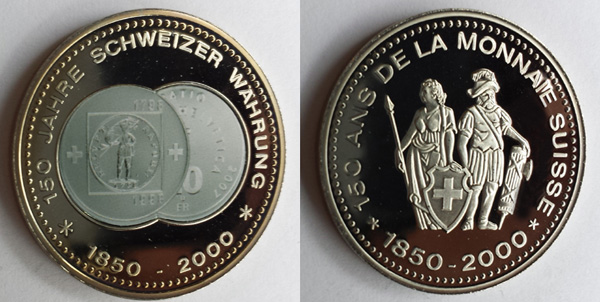 150 JAHRE SCHWEIZER WÄHRUNG
* 1850 - 2000 *
150 ANS DE LA MONNAIE SUISSE
* 1850 - 2000 *